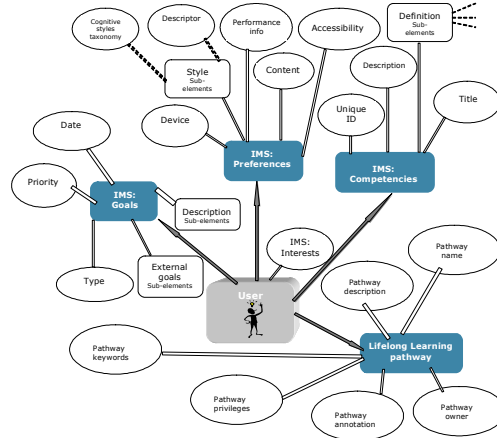 Cognitive
styles
taxonomy
Descriptor
Performance
info
Accessibility
Definition
Sub-
elements
Style
Sub-
elements
Content
Description
Device
Unique
ID
Title
Date
IMS:
Preferences
IMS:
Competencies
Priority
IMS:
Goals
Description
Sub-elements
Type
External
goals
Sub-elements
IMS:
Interests
User
Pathway
name
Pathway
description
Pathway
keywords
Lifelong Learning
pathway
Pathway
privileges
Pathway
annotation
Pathway
owner